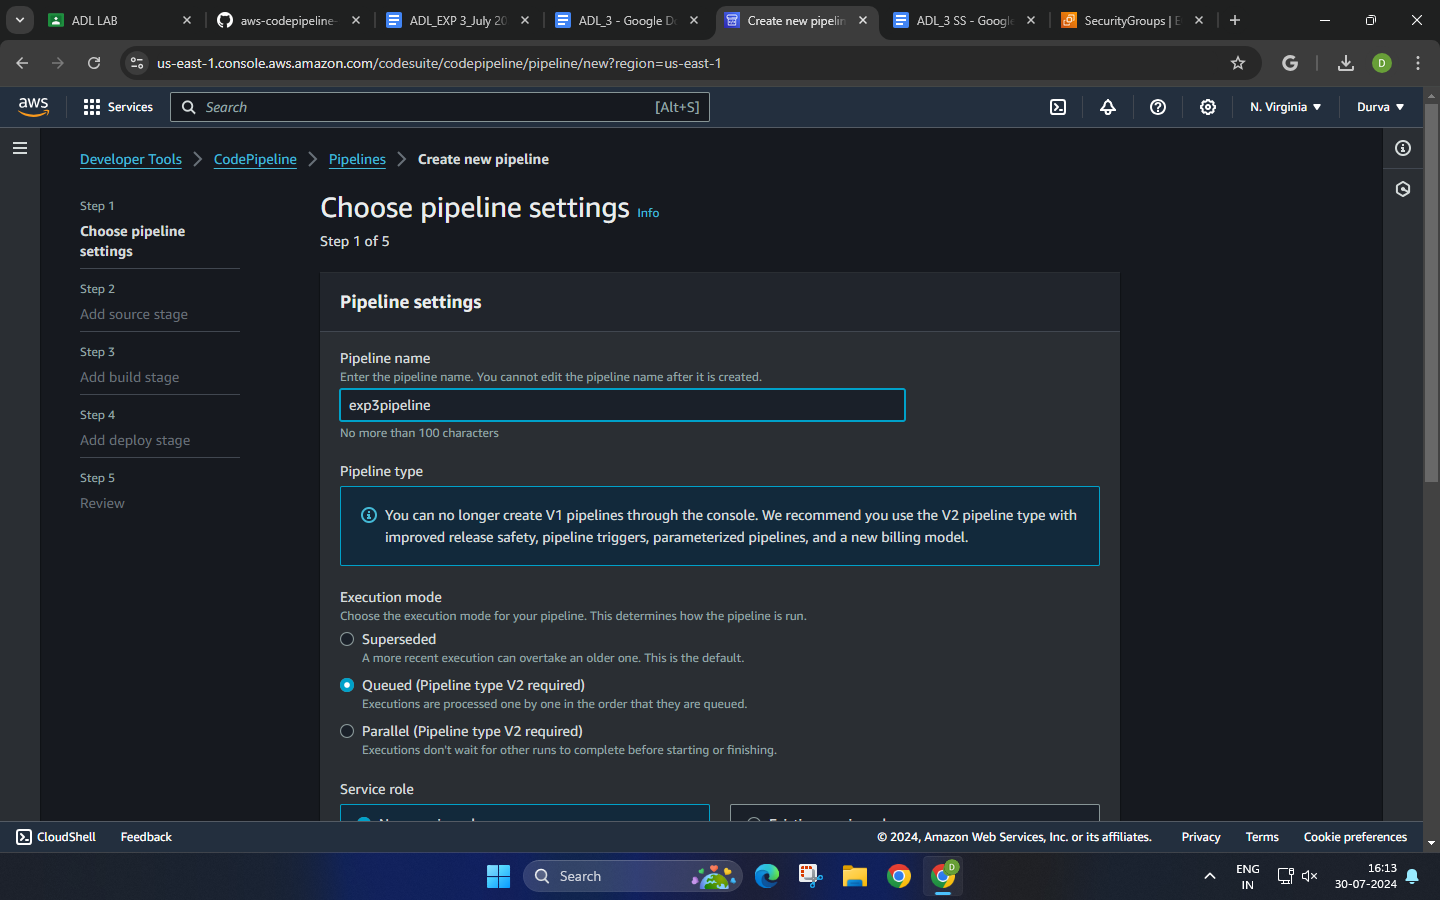 ADL LAB
aws-codepipeline-
ADL_EXP 3_July 20
ADL_3 - Google Do
Create new pipelin
ADL_3 SS - Google
SecurityGroups | E
us-east-1.console.aws.amazon.com/codesuite/codepipeline/pipeline/new?region=us-east-1
G
D
aws
Services
Search
[Alt+S]
N. Virginia
Durva
Developer Tools
CodePipeline
Pipelines
Create new pipeline
Step 1
Choose pipeline
settings
Step 2
Add source stage
Step 3
Add build stage
Step 4
Add deploy stage
Step 5
Review
Choose pipeline settings Info
Step 1 of 5
Pipeline settings
Pipeline name
Enter the pipeline name. You cannot edit the pipeline name after it is created.
exp3pipeline
No more than 100 characters
Pipeline type
You can no longer create V1 pipelines through the console. We recommend you use the V2 pipeline type with
improved release safety, pipeline triggers, parameterized pipelines, and a new billing model.
Execution mode
Choose the execution mode for your pipeline. This determines how the pipeline is run.
Superseded
A more recent execution can overtake an older one. This is the default.
Queued (Pipeline type V2 required)
Executions are processed one by one in the order that they are queued.
Parallel (Pipeline type V2 required)
Executions don't wait for other runs to complete before starting or finishing.
Service role
CloudShell
Feedback
© 2024, Amazon Web Services, Inc. or its affiliates.
Privacy
Terms
Cookie preferences
Search
D
ENG
IN
16:13
30-07-2024